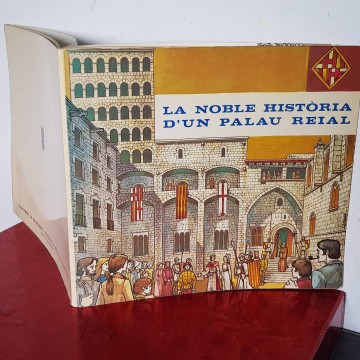 LA NOBLE HISTÒRIA
D'UN PALAU REIAL